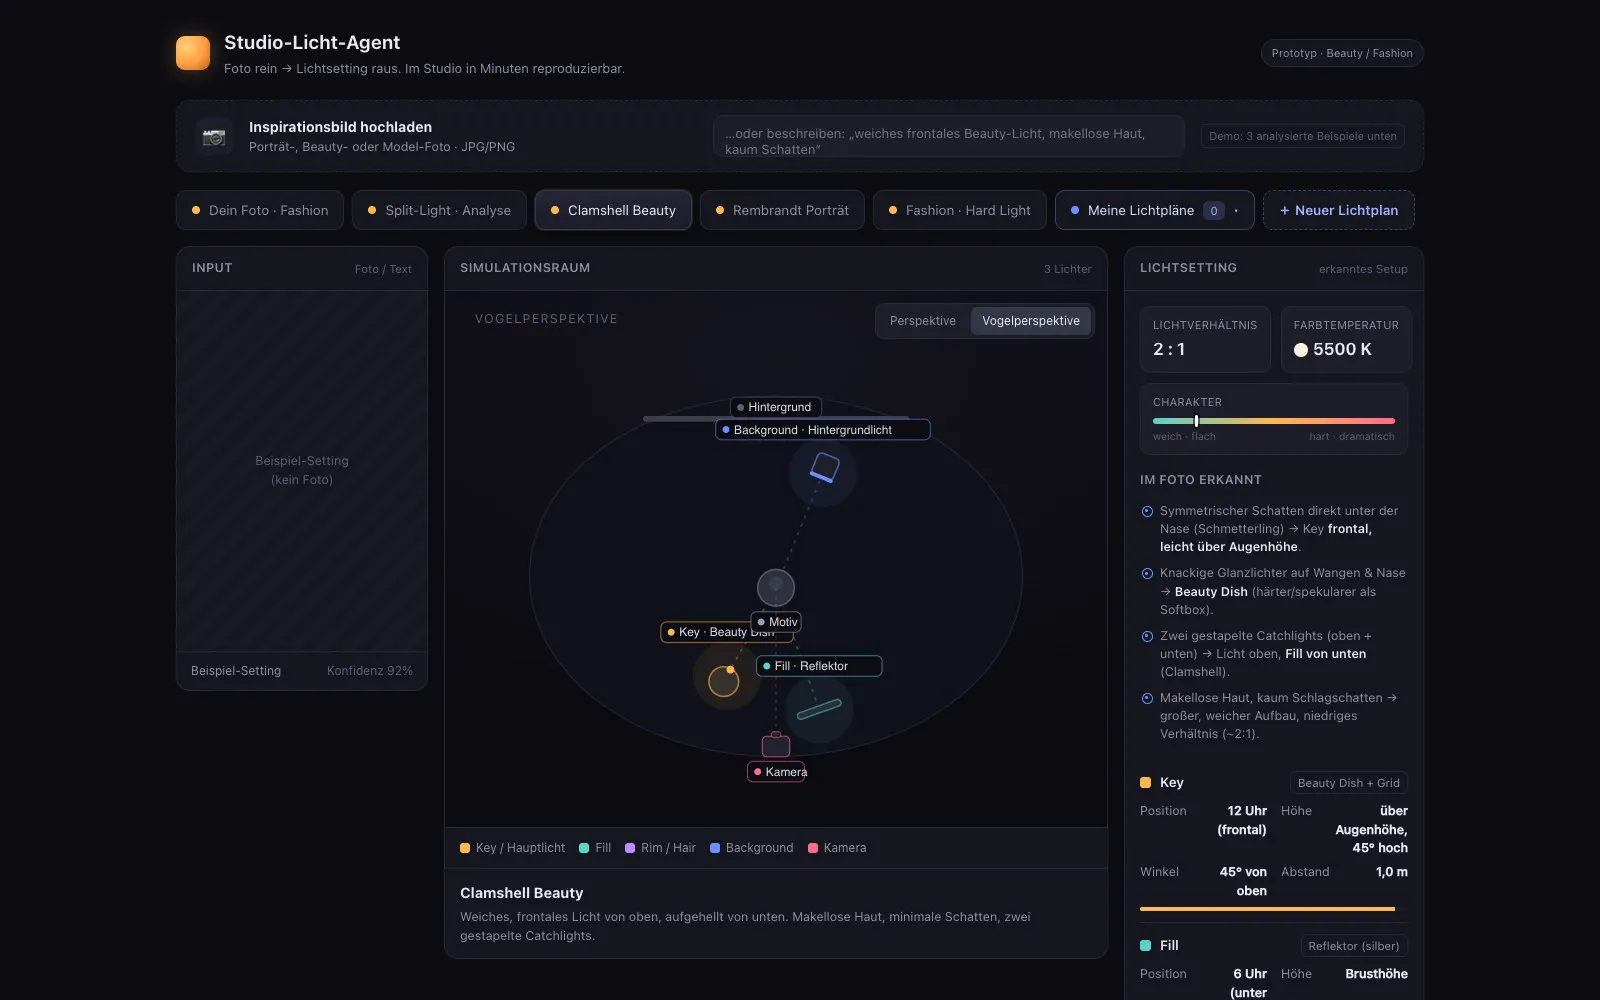 Studio-Licht-Agent
Foto rein → Lichtsetting raus. Im Studio in Minuten reproduzierbar.
Prototyp · Beauty / Fashion
Inspirationsbild hochladen
Porträt-, Beauty- oder Model-Foto · JPG/PNG
...oder beschreiben: „weiches frontales Beauty-Licht, makellose Haut,
kaum Schatten“
Demo: 3 analysierte Beispiele unten
Dein Foto · Fashion
Split-Light · Analyse
Clamshell Beauty
Rembrandt Porträt
Fashion · Hard Light
Meine Lichtpläne 0 ·
+ Neuer Lichtplan
INPUT
Foto / Text
Beispiel-Setting
(kein Foto)
Beispiel-Setting
Konfidenz 92%
SIMULATIONSRAUM
3 Lichter
VOGELPERSPEKTIVE
Perspektive
Vogelperspektive
Hintergrund
Background · Hintergrundlicht
Motiv
Key · Beauty Dish
Fill · Reflektor
Kamera
Key / Hauptlicht
Fill
Rim / Hair
Background
Kamera
Clamshell Beauty
Weiches, frontales Licht von oben, aufgehellt von unten. Makellose Haut, minimale Schatten, zwei
gestapelte Catchlights.
LICHTSETTING
erkanntes Setup
LICHTVERHÄLTNIS
2 : 1
FARBTEMPERATUR
5500 K
CHARAKTER
weich · flach
hart · dramatisch
IM FOTO ERKANNT
Symmetrischer Schatten direkt unter der
Nase (Schmetterling) → Key frontal,
leicht über Augenhöhe.
Knackige Glanzlichter auf Wangen & Nase
→ Beauty Dish (härter/spekularer als
Softbox).
Zwei gestapelte Catchlights (oben +
unten) → Licht oben, Fill von unten
(Clamshell).
Makellose Haut, kaum Schlagschatten →
großer, weicher Aufbau, niedriges
Verhältnis (~2:1).
Key
Beauty Dish + Grid
Position
12 Uhr
(frontal)
Höhe
über
Augenhöhe,
45° hoch
Winkel
45° von
oben
Abstand
1,0 m
Fill
Reflektor (silber)
Position
6 Uhr
(unter
Höhe
Brusthöhe